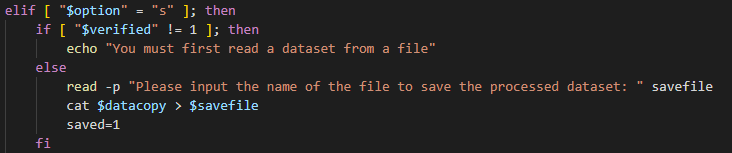 elif [ "$option" = "s" ]; then
    if [ "$verified" != 1 ]; then
        echo "You must first read a dataset from a file"
    else
        read -p "Please input the name of the file to save the processed dataset: " savefile
        cat $datacopy > $savefile
        saved=1
    fi